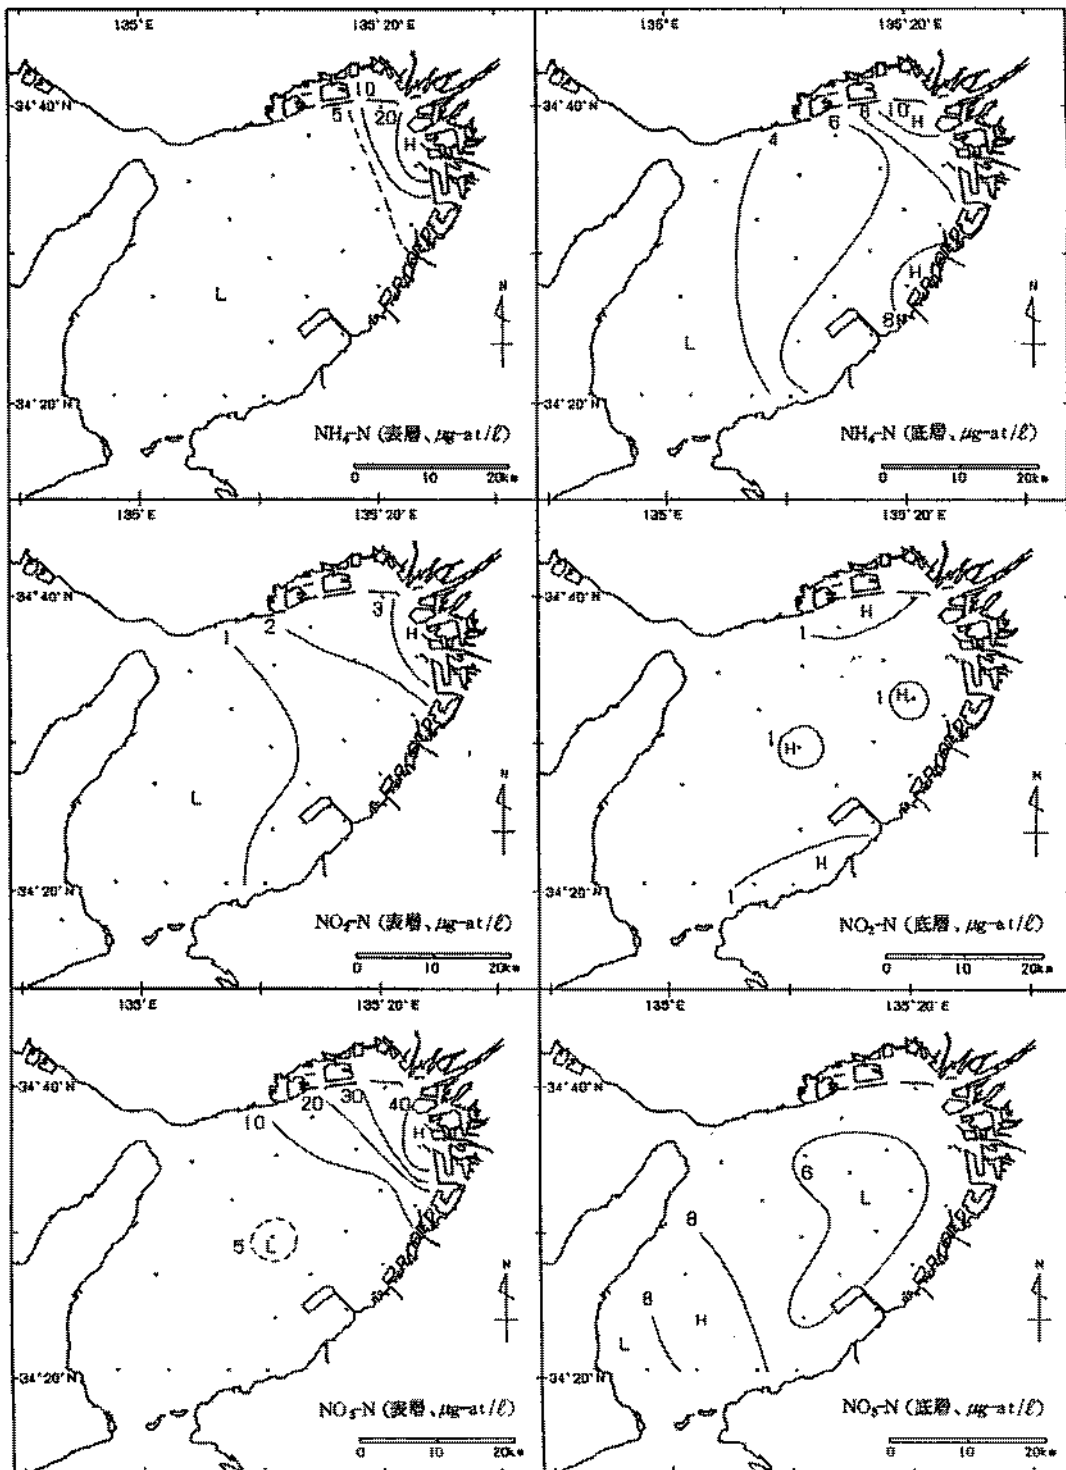 135°E 135°20'E
34°40'N
10
5 20
H
L
N
34°20'N
NH₄-N (表層、μg-at/ℓ)
0 10 20km
135°E 135°20'E
34°40'N
4 6 8 10 H
H
8
L
N
34°20'N
NH₄-N (底層、μg-at/ℓ)
0 10 20km
135°E 135°20'E
34°40'N
1 2 3
H
L
N
34°20'N
NO₂-N (表層、μg-at/ℓ)
0 10 20km
135°E 135°20'E
34°40'N
H
1
1 H
1
H
H
1
N
34°20'N
NO₂-N (底層、μg-at/ℓ)
0 10 20km
135°E 135°20'E
34°40'N
10 20 30 40
H
5 L
N
34°20'N
NO₃-N (表層、μg-at/ℓ)
0 10 20km
135°E 135°20'E
34°40'N
6
L
8
8
H
L
N
34°20'N
NO₃-N (底層、μg-at/ℓ)
0 10 20km